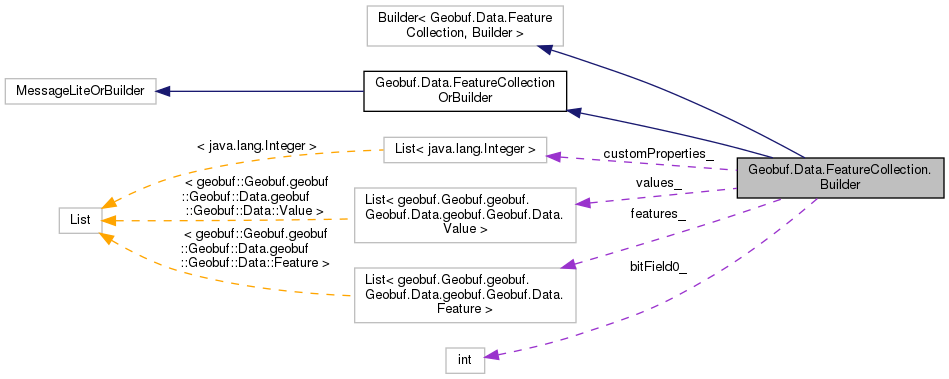 Builder< Geobuf.Data.Feature
Collection, Builder >
MessageLiteOrBuilder
Geobuf.Data.FeatureCollection
OrBuilder
< java.lang.Integer >
List< java.lang.Integer >
customProperties_
Geobuf.Data.FeatureCollection.
Builder
< geobuf::Geobuf.geobuf
::Geobuf::Data.geobuf
::Geobuf::Data::Value >
List< geobuf.Geobuf.geobuf.
Geobuf.Data.geobuf.Geobuf.Data.
Value >
values_
List
features_
< geobuf::Geobuf.geobuf
::Geobuf::Data.geobuf
::Geobuf::Data::Feature >
List< geobuf.Geobuf.geobuf.
Geobuf.Data.geobuf.Geobuf.Data.
Feature >
bitField0_
int